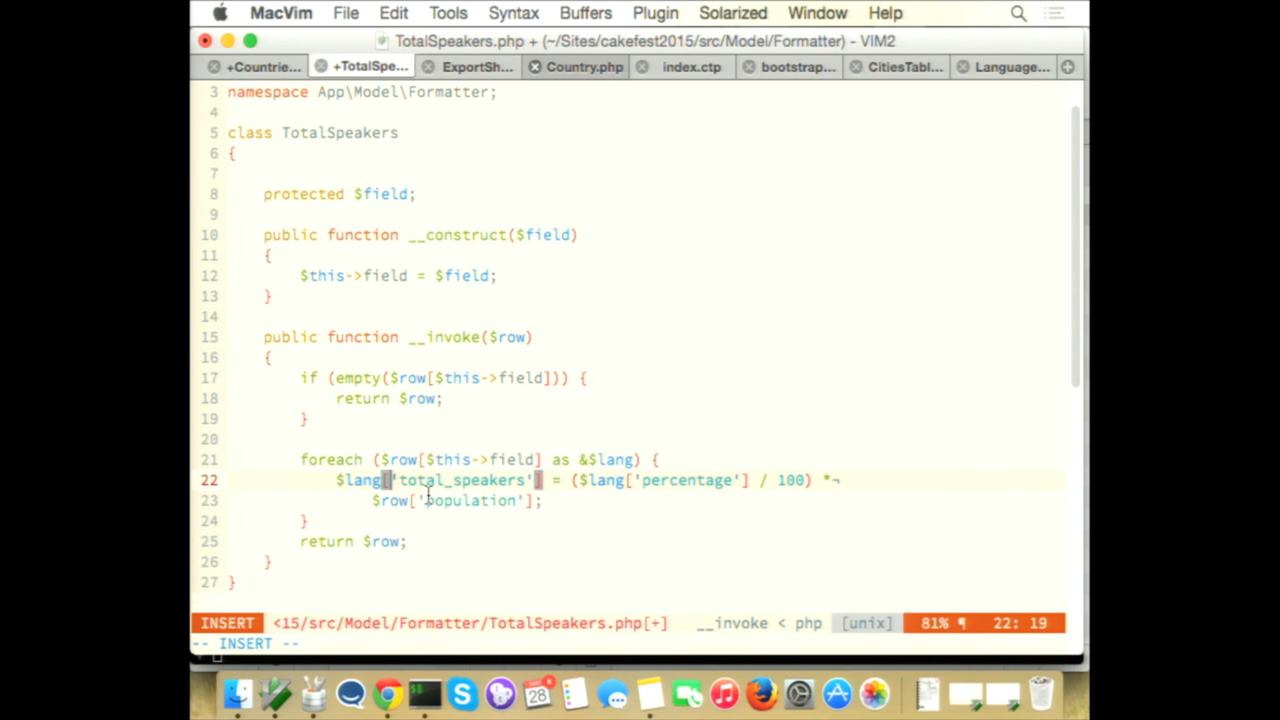 MacVim File Edit Tools Syntax Buffers Plugin Solarized Window Help
TotalSpeakers.php + (~/Sites/cakefest2015/src/Model/Formatter) - VIM2
+Countrie... +TotalSpe... ExportSh... Country.php index.ctp bootstrap... CitiesTabl... Language...
3 namespace App\Model\Formatter;
4
5 class TotalSpeakers
6 {
7
8 protected $field;
9
10 public function __construct($field)
11 {
12 $this->field = $field;
13 }
14
15 public function __invoke($row)
16 {
17 if (empty($row[$this->field])) {
18 return $row;
19 }
20
21 foreach ($row[$this->field] as &$lang) {
22 $lang['total_speakers'] = ($lang['percentage'] / 100) *¬
23 $row['population'];
24 }
25 return $row;
26 }
27 }
INSERT <15/src/Model/Formatter/TotalSpeakers.php[+] __invoke < php [unix] 81% ¶ 22: 19
-- INSERT --
28